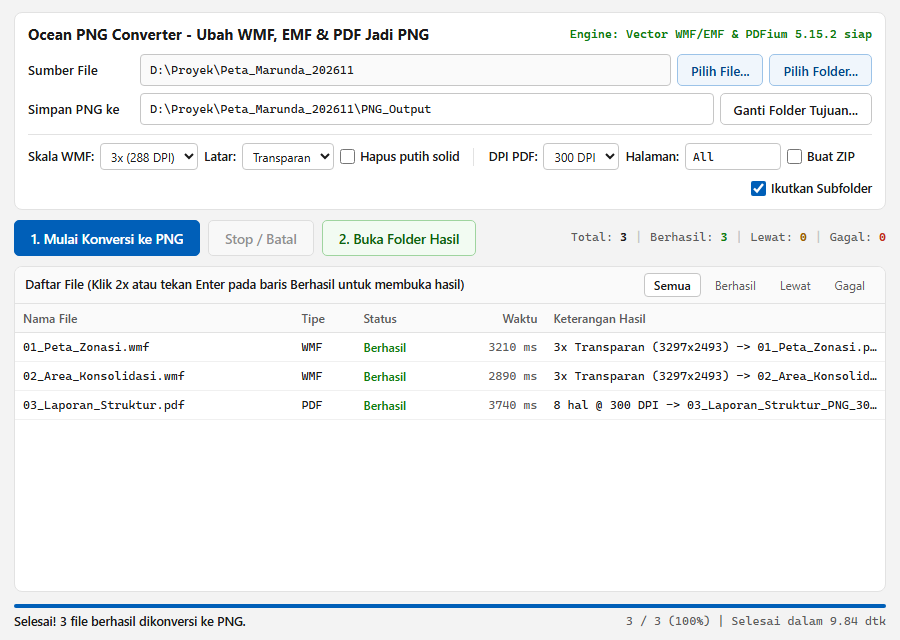 Ocean PNG Converter - Ubah WMF, EMF & PDF Jadi PNG
Engine: Vector WMF/EMF & PDFium 5.15.2 siap
Sumber File
D:\Proyek\Peta_Marunda_202611
Pilih File...
Pilih Folder...
Simpan PNG ke
D:\Proyek\Peta_Marunda_202611\PNG_Output
Ganti Folder Tujuan...
Skala WMF: 3x (288 DPI) Latar: Transparan Hapus putih solid DPI PDF: 300 DPI Halaman: All Buat ZIP
Ikutkan Subfolder
1. Mulai Konversi ke PNG
Stop / Batal
2. Buka Folder Hasil
Total: 3 | Berhasil: 3 | Lewat: 0 | Gagal: 0
Daftar File (Klik 2x atau tekan Enter pada baris Berhasil untuk membuka hasil)
Semua Berhasil Lewat Gagal
Nama File Tipe Status Waktu Keterangan Hasil
01_Peta_Zonasi.wmf WMF Berhasil 3210 ms 3x Transparan (3297x2493) -> 01_Peta_Zonasi.p…
02_Area_Konsolidasi.wmf WMF Berhasil 2890 ms 3x Transparan (3297x2493) -> 02_Area_Konsolid…
03_Laporan_Struktur.pdf PDF Berhasil 3740 ms 8 hal @ 300 DPI -> 03_Laporan_Struktur_PNG_30…
Selesai! 3 file berhasil dikonversi ke PNG.
3 / 3 (100%) | Selesai dalam 9.84 dtk